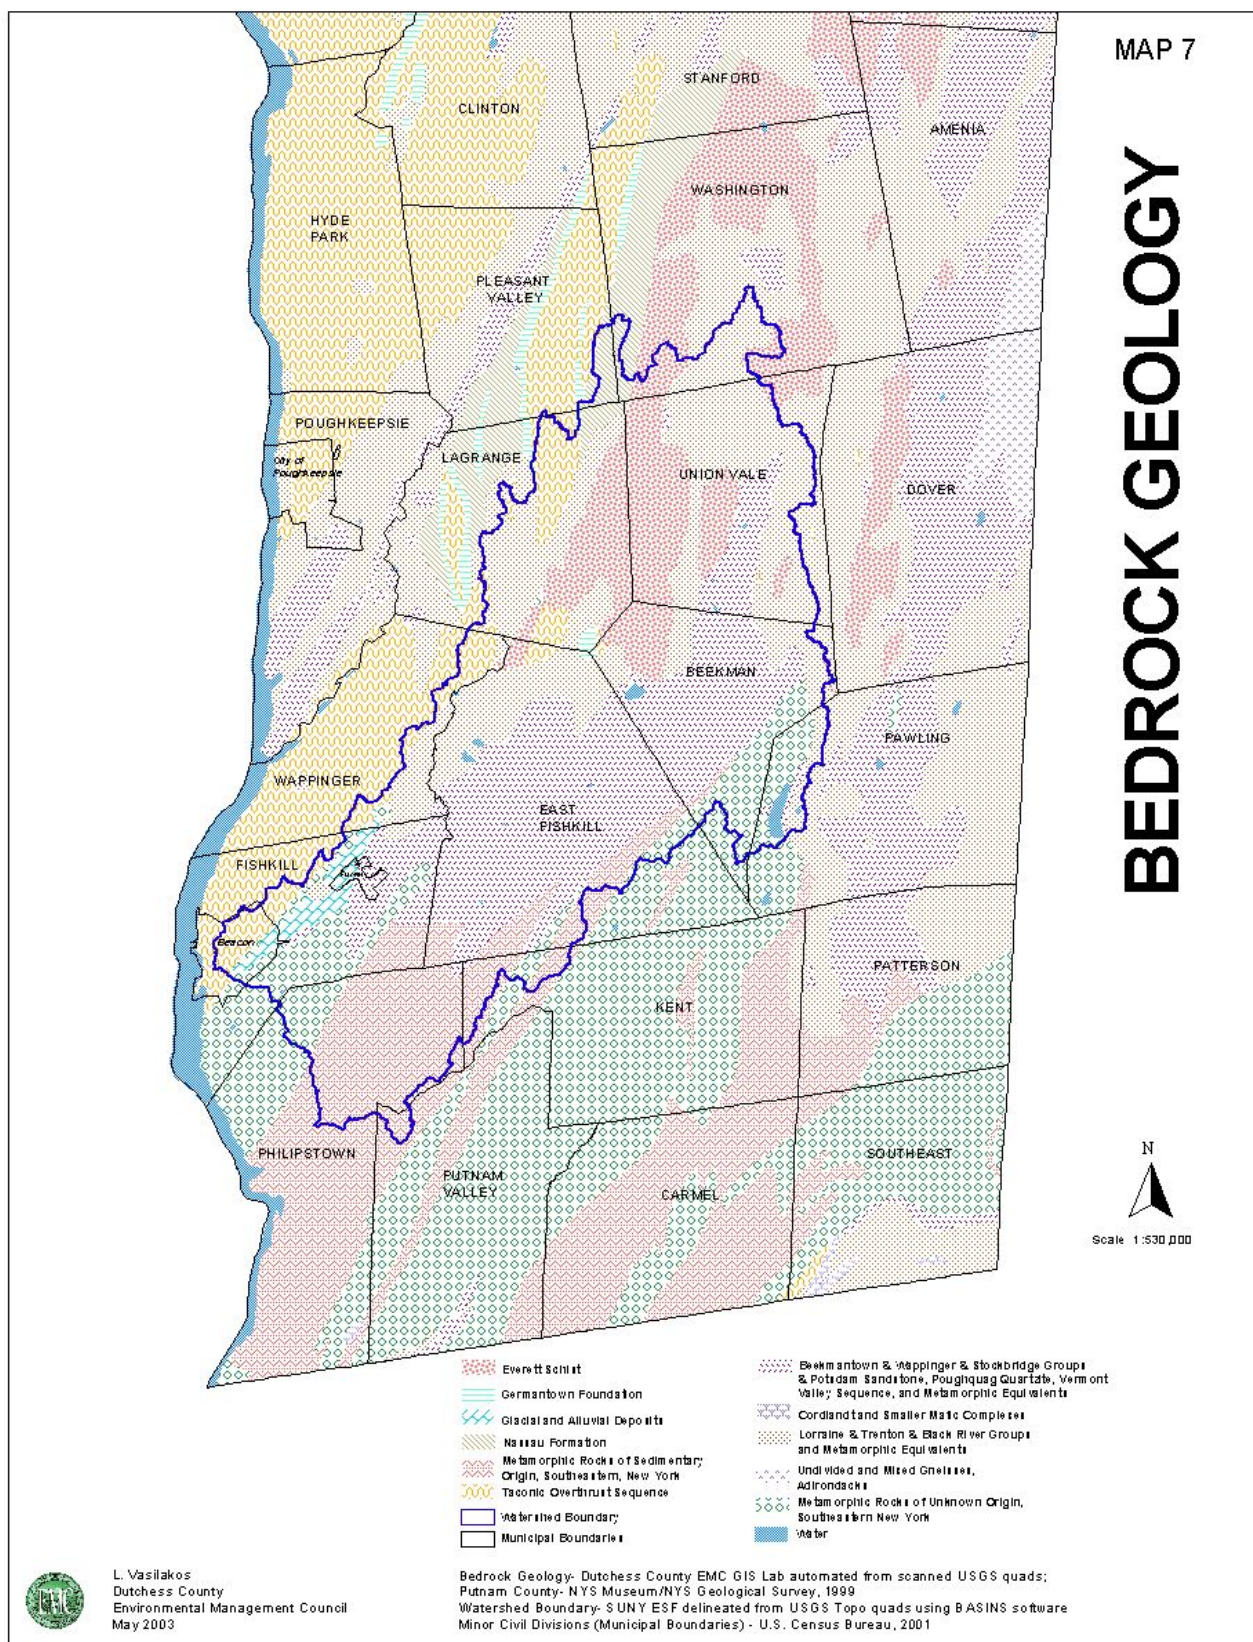 MAP 7
BEDROCK GEOLOGY
STANFORD
CLINTON
AMENIA
WASHINGTON
HYDE
PARK
PLEASANT
VALLEY
POUGHKEEPSIE
City of
Poughkeepsie
LAGRANGE
UNION VALE
DOVER
BEEKMAN
PAWLING
WAPPINGER
EAST
FISHKILL
FISHKILL
Beacon
PATTERSON
KENT
PHILIPSTOWN
PUTNAM
VALLEY
CARMEL
SOUTHEAST
N
Scale 1:530,000
Everett Schist
Germantown Foundation
Glacial and Alluvial Deposits
Nassau Formation
Metamorphic Rocks of Sedimentary
Origin, Southeastern, New York
Taconic Overthrust Sequence
Watershed Boundary
Municipal Boundaries
Beekmantown & Wappinger & Stockbridge Groups
& Potsdam Sandstone, Poughquag Quartzite, Vermont
Valley Sequence, and Metamorphic Equivalents
Cortlandt and Smaller Mafic Complexes
Lorraine & Trenton & Black River Groups
and Metamorphic Equivalents
Undivided and Mixed Gneisses,
Adirondacks
Metamorphic Rocks of Unknown Origin,
Southeastern New York
Water
EMC
L. Vasilakos
Dutchess County
Environmental Management Council
May 2003
Bedrock Geology- Dutchess County EMC GIS Lab automated from scanned USGS quads;
Putnam County- NYS Museum/NYS Geological Survey, 1999
Watershed Boundary- SUNY ESF delineated from USGS Topo quads using BASINS software
Minor Civil Divisions (Municipal Boundaries) - U.S. Census Bureau, 2001